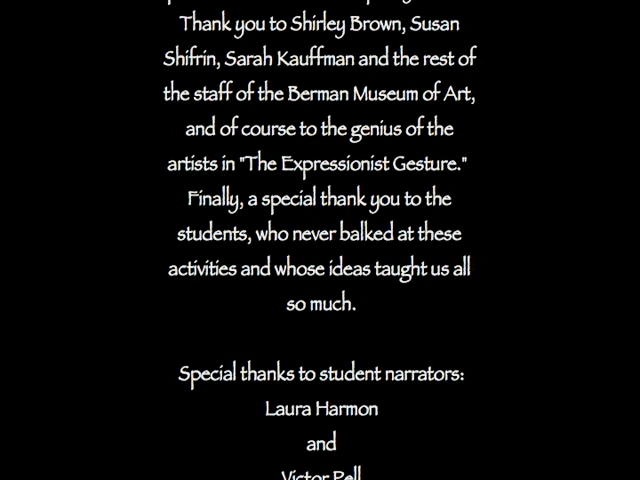 Thank you to Shirley Brown, Susan
Shifrin, Sarah Kauffman and the rest of
the staff of the Berman Museum of Art,
and of course to the genius of the
artists in "The Expressionist Gesture."
Finally, a special thank you to the
students, who never balked at these
activities and whose ideas taught us all
so much.
Special thanks to student narrators:
Laura Harmon
and
Victor